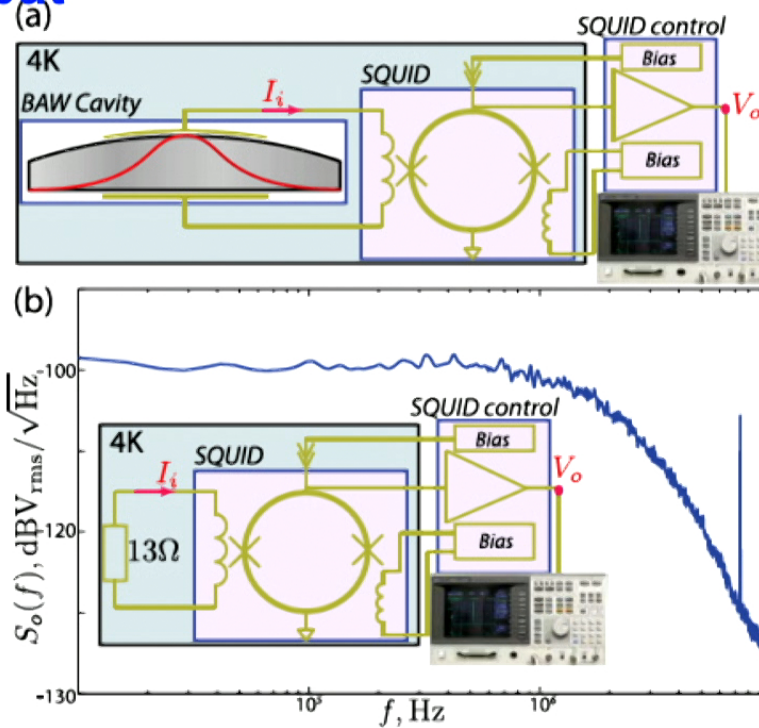 (a)
SQUID control
4K
SQUID
Bias
BAW Cavity
I_i
V_o
Bias
(b)
-100
-120
-130
S_o(f), dBV_rms/√Hz,
SQUID control
4K
SQUID
Bias
I_i
V_o
13Ω
Bias
10^5
10^6
f, Hz